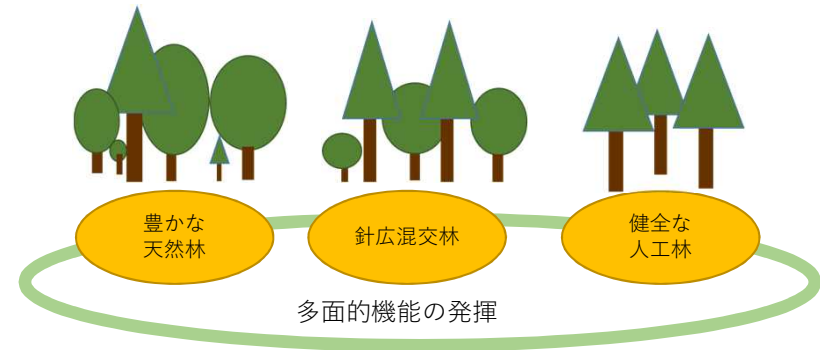 豊かな
天然林
針広混交林
健全な
人工林
多面的機能の発揮